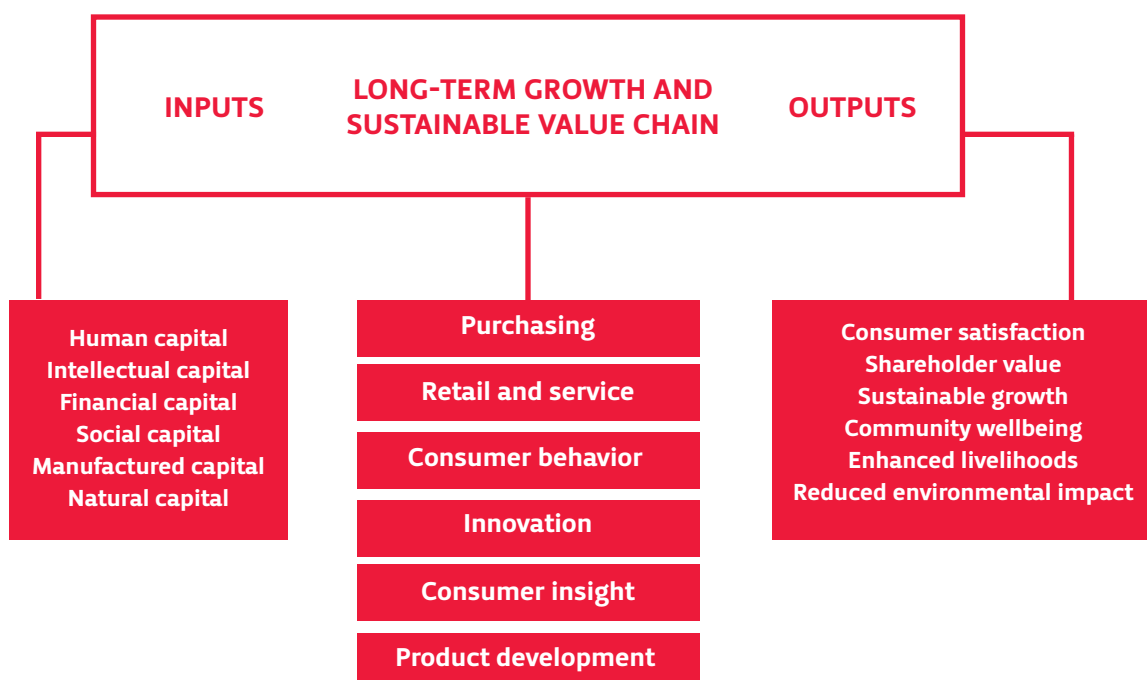 INPUTS
LONG-TERM GROWTH AND
SUSTAINABLE VALUE CHAIN
OUTPUTS
Human capital
Intellectual capital
Financial capital
Social capital
Manufactured capital
Natural capital
Purchasing
Retail and service
Consumer behavior
Innovation
Consumer insight
Product development
Consumer satisfaction
Shareholder value
Sustainable growth
Community wellbeing
Enhanced livelihoods
Reduced environmental impact